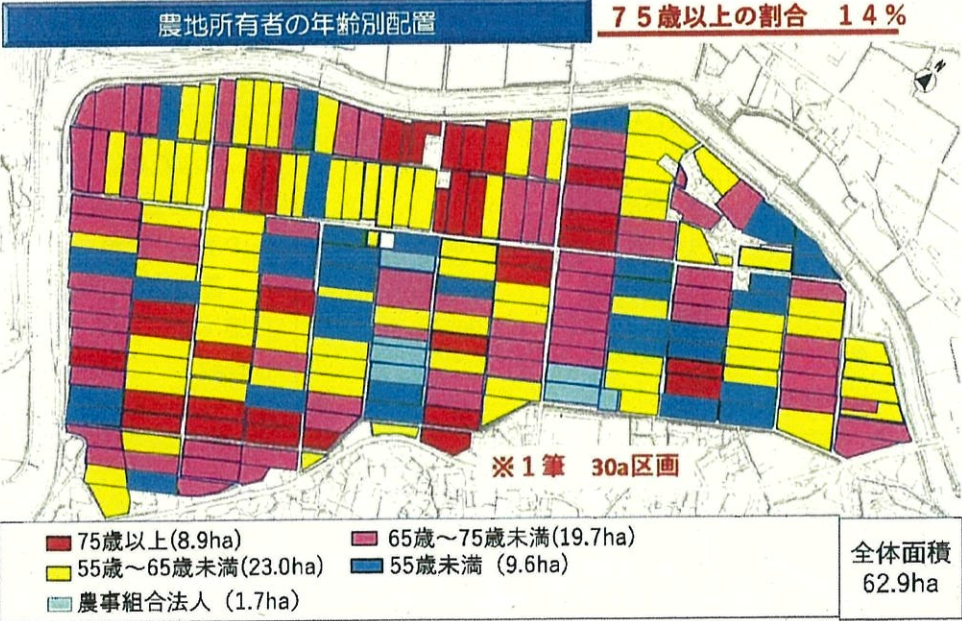 農地所有者の年齢別配置
75歳以上の割合 14%
N
※1筆 30a区画
75歳以上(8.9ha)
65歳~75歳未満(19.7ha)
55歳~65歳未満(23.0ha)
55歳未満 (9.6ha)
農事組合法人 (1.7ha)
全体面積
62.9ha